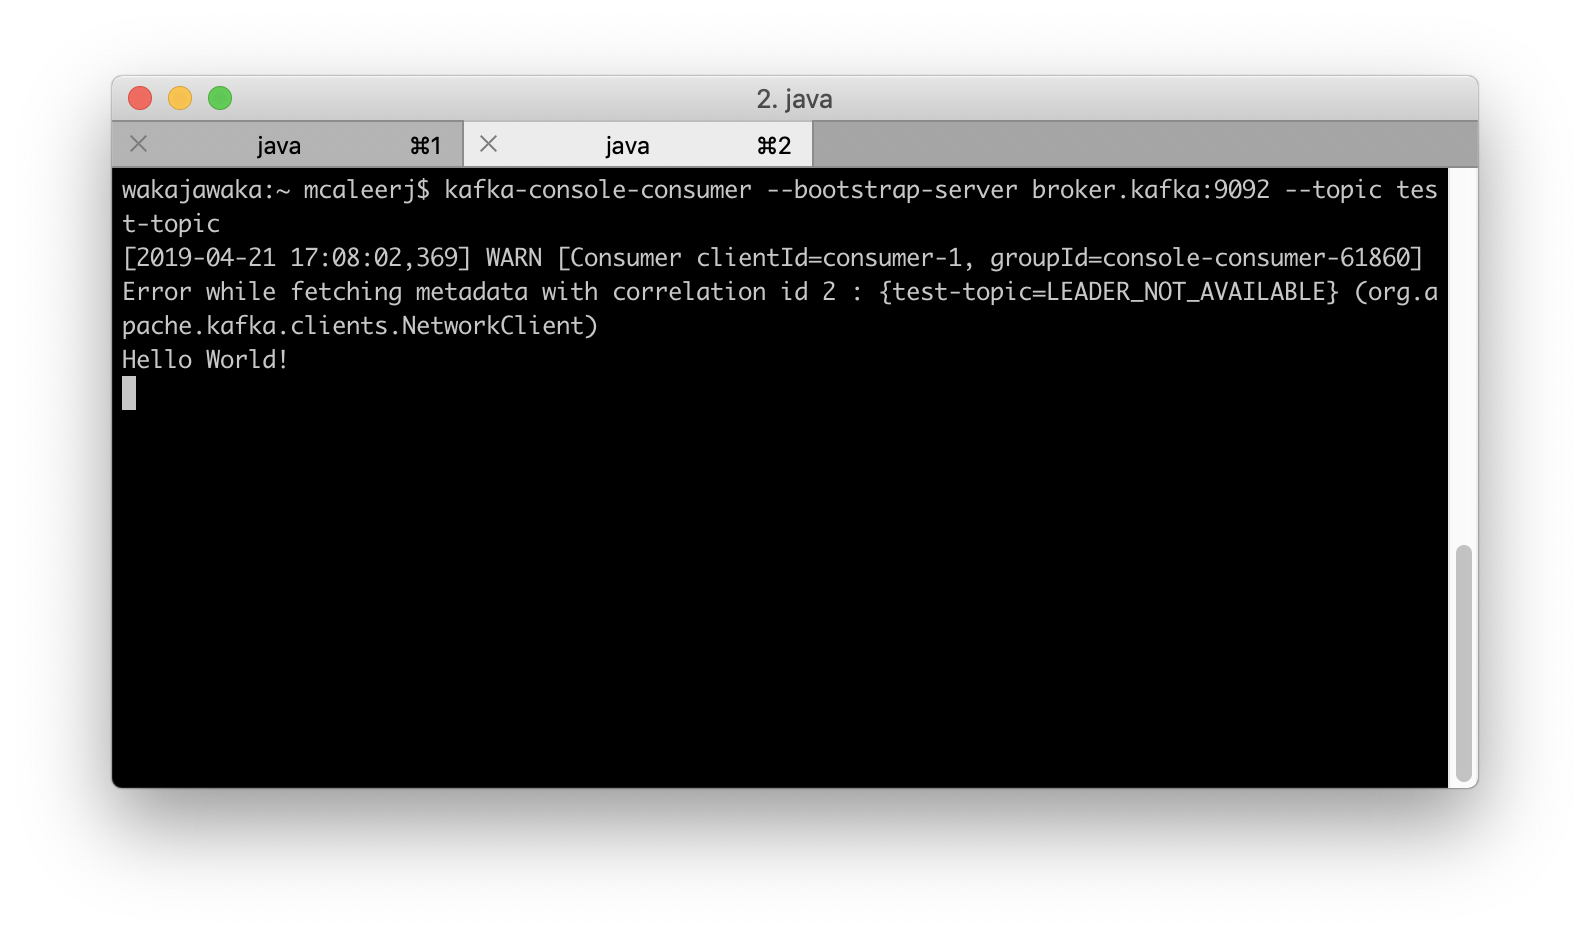 2. java
java ⌘1 java ⌘2
wakajawaka:~ mcaleerj$ kafka-console-consumer --bootstrap-server broker.kafka:9092 --topic tes
t-topic
[2019-04-21 17:08:02,369] WARN [Consumer clientId=consumer-1, groupId=console-consumer-61860]
Error while fetching metadata with correlation id 2 : {test-topic=LEADER_NOT_AVAILABLE} (org.a
pache.kafka.clients.NetworkClient)
Hello World!